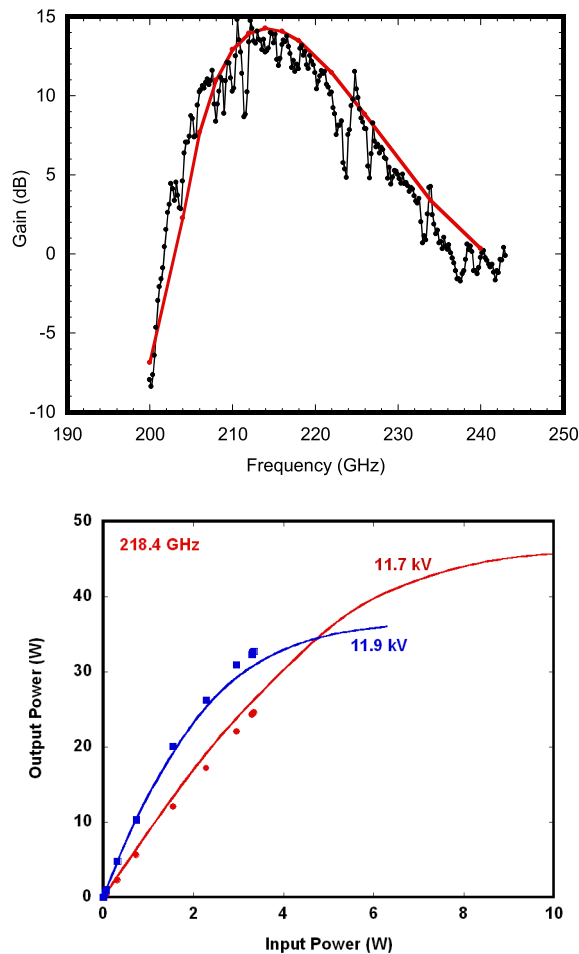 15
10
5
0
-5
-10
Gain (dB)
190 200 210 220 230 240 250
Frequency (GHz)
50
218.4 GHz
11.7 kV
40
11.9 kV
30
20
10
0
Output Power (W)
0 2 4 6 8 10
Input Power (W)